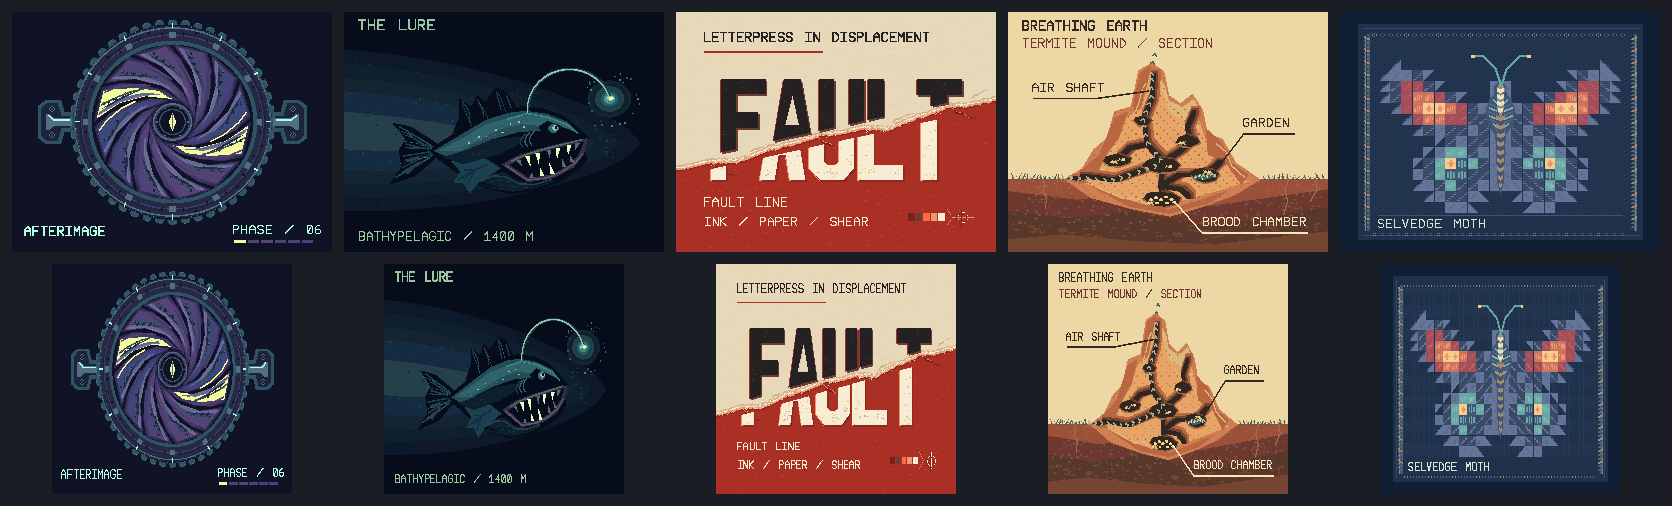 AFTERIMAGE
PHASE / 06
THE LURE
BATHYPELAGIC / 1400 M
LETTERPRESS IN DISPLACEMENT
FAULT
FAULT LINE
INK / PAPER / SHEAR
BREATHING EARTH
TERMITE MOUND / SECTION
AIR SHAFT
GARDEN
BROOD CHAMBER
SELVEDGE MOTH
AFTERIMAGE
PHASE / 06
THE LURE
BATHYPELAGIC / 1400 M
LETTERPRESS IN DISPLACEMENT
FAULT
FAULT LINE
INK / PAPER / SHEAR
BREATHING EARTH
TERMITE MOUND / SECTION
AIR SHAFT
GARDEN
BROOD CHAMBER
SELVEDGE MOTH